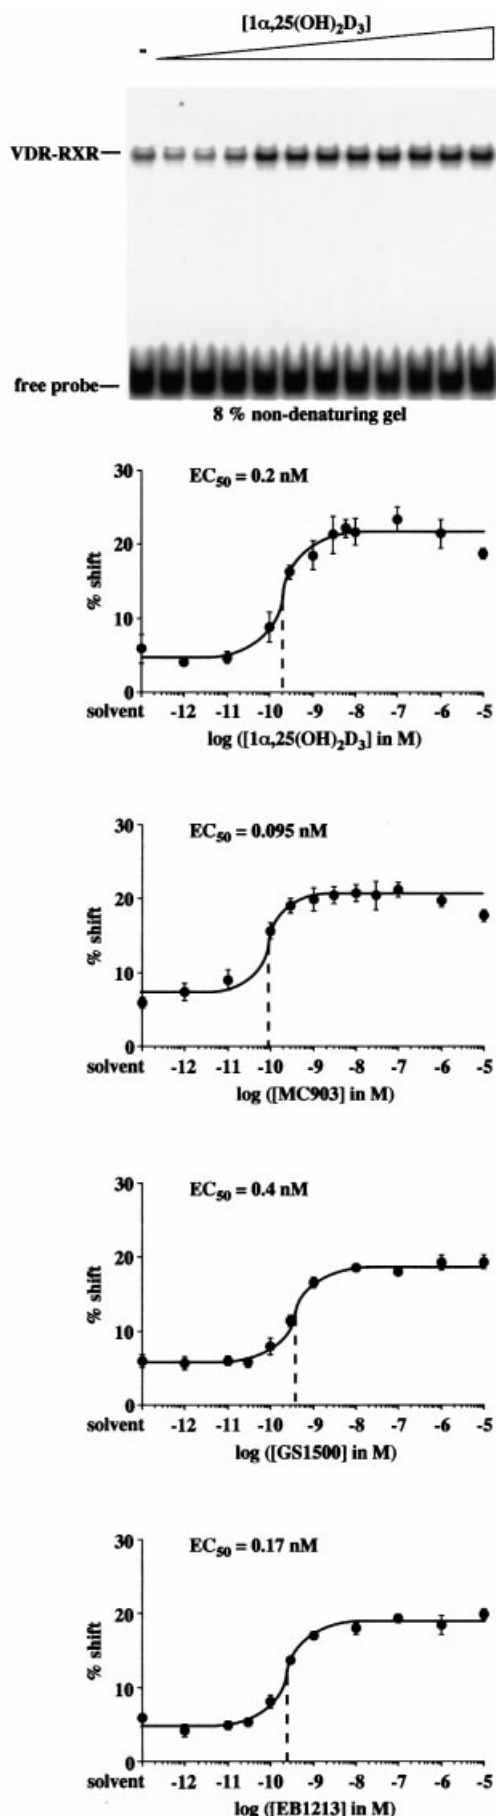 [1α,25(OH)₂D₃]
-
VDR-RXR
free probe
8 % non-denaturing gel
30
EC₅₀ = 0.2 nM
20
% shift
10
0
solvent -12 -11 -10 -9 -8 -7 -6 -5
log ([1α,25(OH)₂D₃] in M)
30
EC₅₀ = 0.095 nM
20
% shift
10
0
solvent -12 -11 -10 -9 -8 -7 -6 -5
log ([MC903] in M)
30
EC₅₀ = 0.4 nM
20
% shift
10
0
solvent -12 -11 -10 -9 -8 -7 -6 -5
log ([GS1500] in M)
30
EC₅₀ = 0.17 nM
20
% shift
10
0
solvent -12 -11 -10 -9 -8 -7 -6 -5
log ([EB1213] in M)